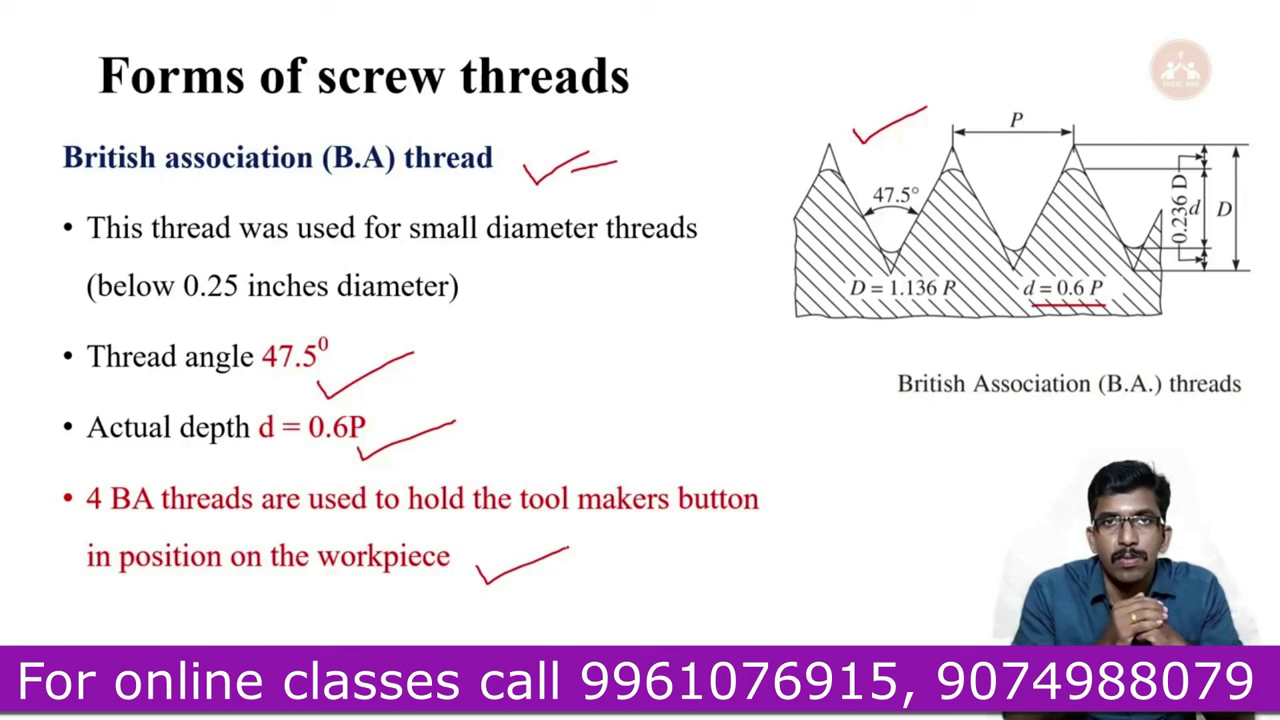 Forms of screw threads
British association (B.A) thread
• This thread was used for small diameter threads
(below 0.25 inches diameter)
• Thread angle 47.5⁰
• Actual depth d = 0.6P
• 4 BA threads are used to hold the tool makers button
in position on the workpiece
P
47.5°
0.236 D
d
D
D = 1.136 P
d = 0.6 P
British Association (B.A.) threads
For online classes call 9961076915, 9074988079